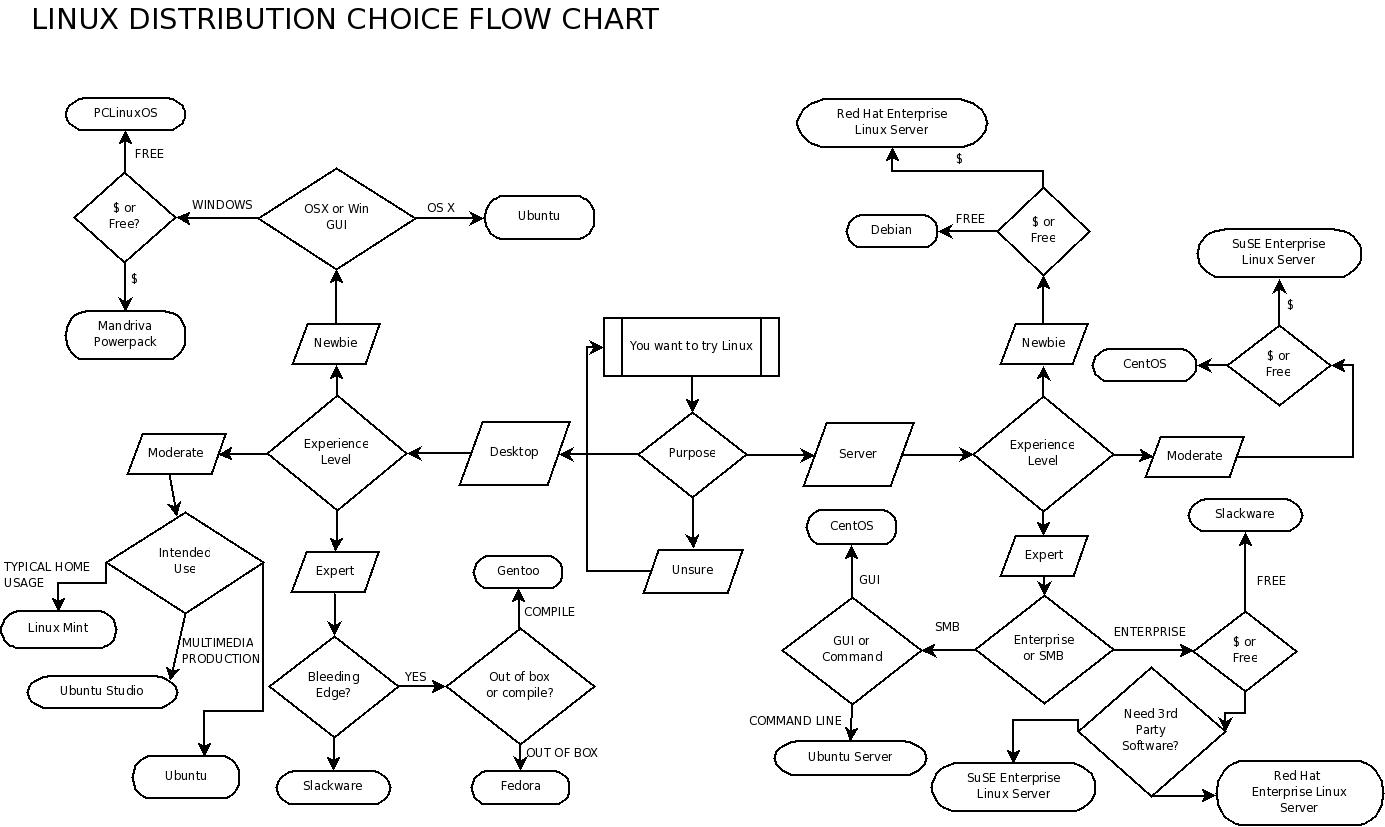 LINUX DISTRIBUTION CHOICE FLOW CHART
PCLinuxOS
FREE
$ or
Free?
WINDOWS
OSX or Win
GUI
OS X
Ubuntu
$
Mandriva
Powerpack
Newbie
Red Hat Enterprise
Linux Server
$
Debian
FREE
$ or
Free
SuSE Enterprise
Linux Server
$
Newbie
CentOS
$ or
Free
You want to try Linux
Moderate
Experience
Level
Desktop
Purpose
Server
Experience
Level
Moderate
Unsure
Intended
Use
TYPICAL HOME
USAGE
Linux Mint
MULTIMEDIA
PRODUCTION
Ubuntu Studio
Ubuntu
Expert
Bleeding
Edge?
YES
Gentoo
COMPILE
Out of box
or compile?
OUT OF BOX
Slackware
Fedora
CentOS
GUI
GUI or
Command
COMMAND LINE
Ubuntu Server
SMB
Expert
Enterprise
or SMB
ENTERPRISE
Slackware
FREE
$ or
Free
Need 3rd
Party
Software?
SuSE Enterprise
Linux Server
Red Hat
Enterprise Linux
Server